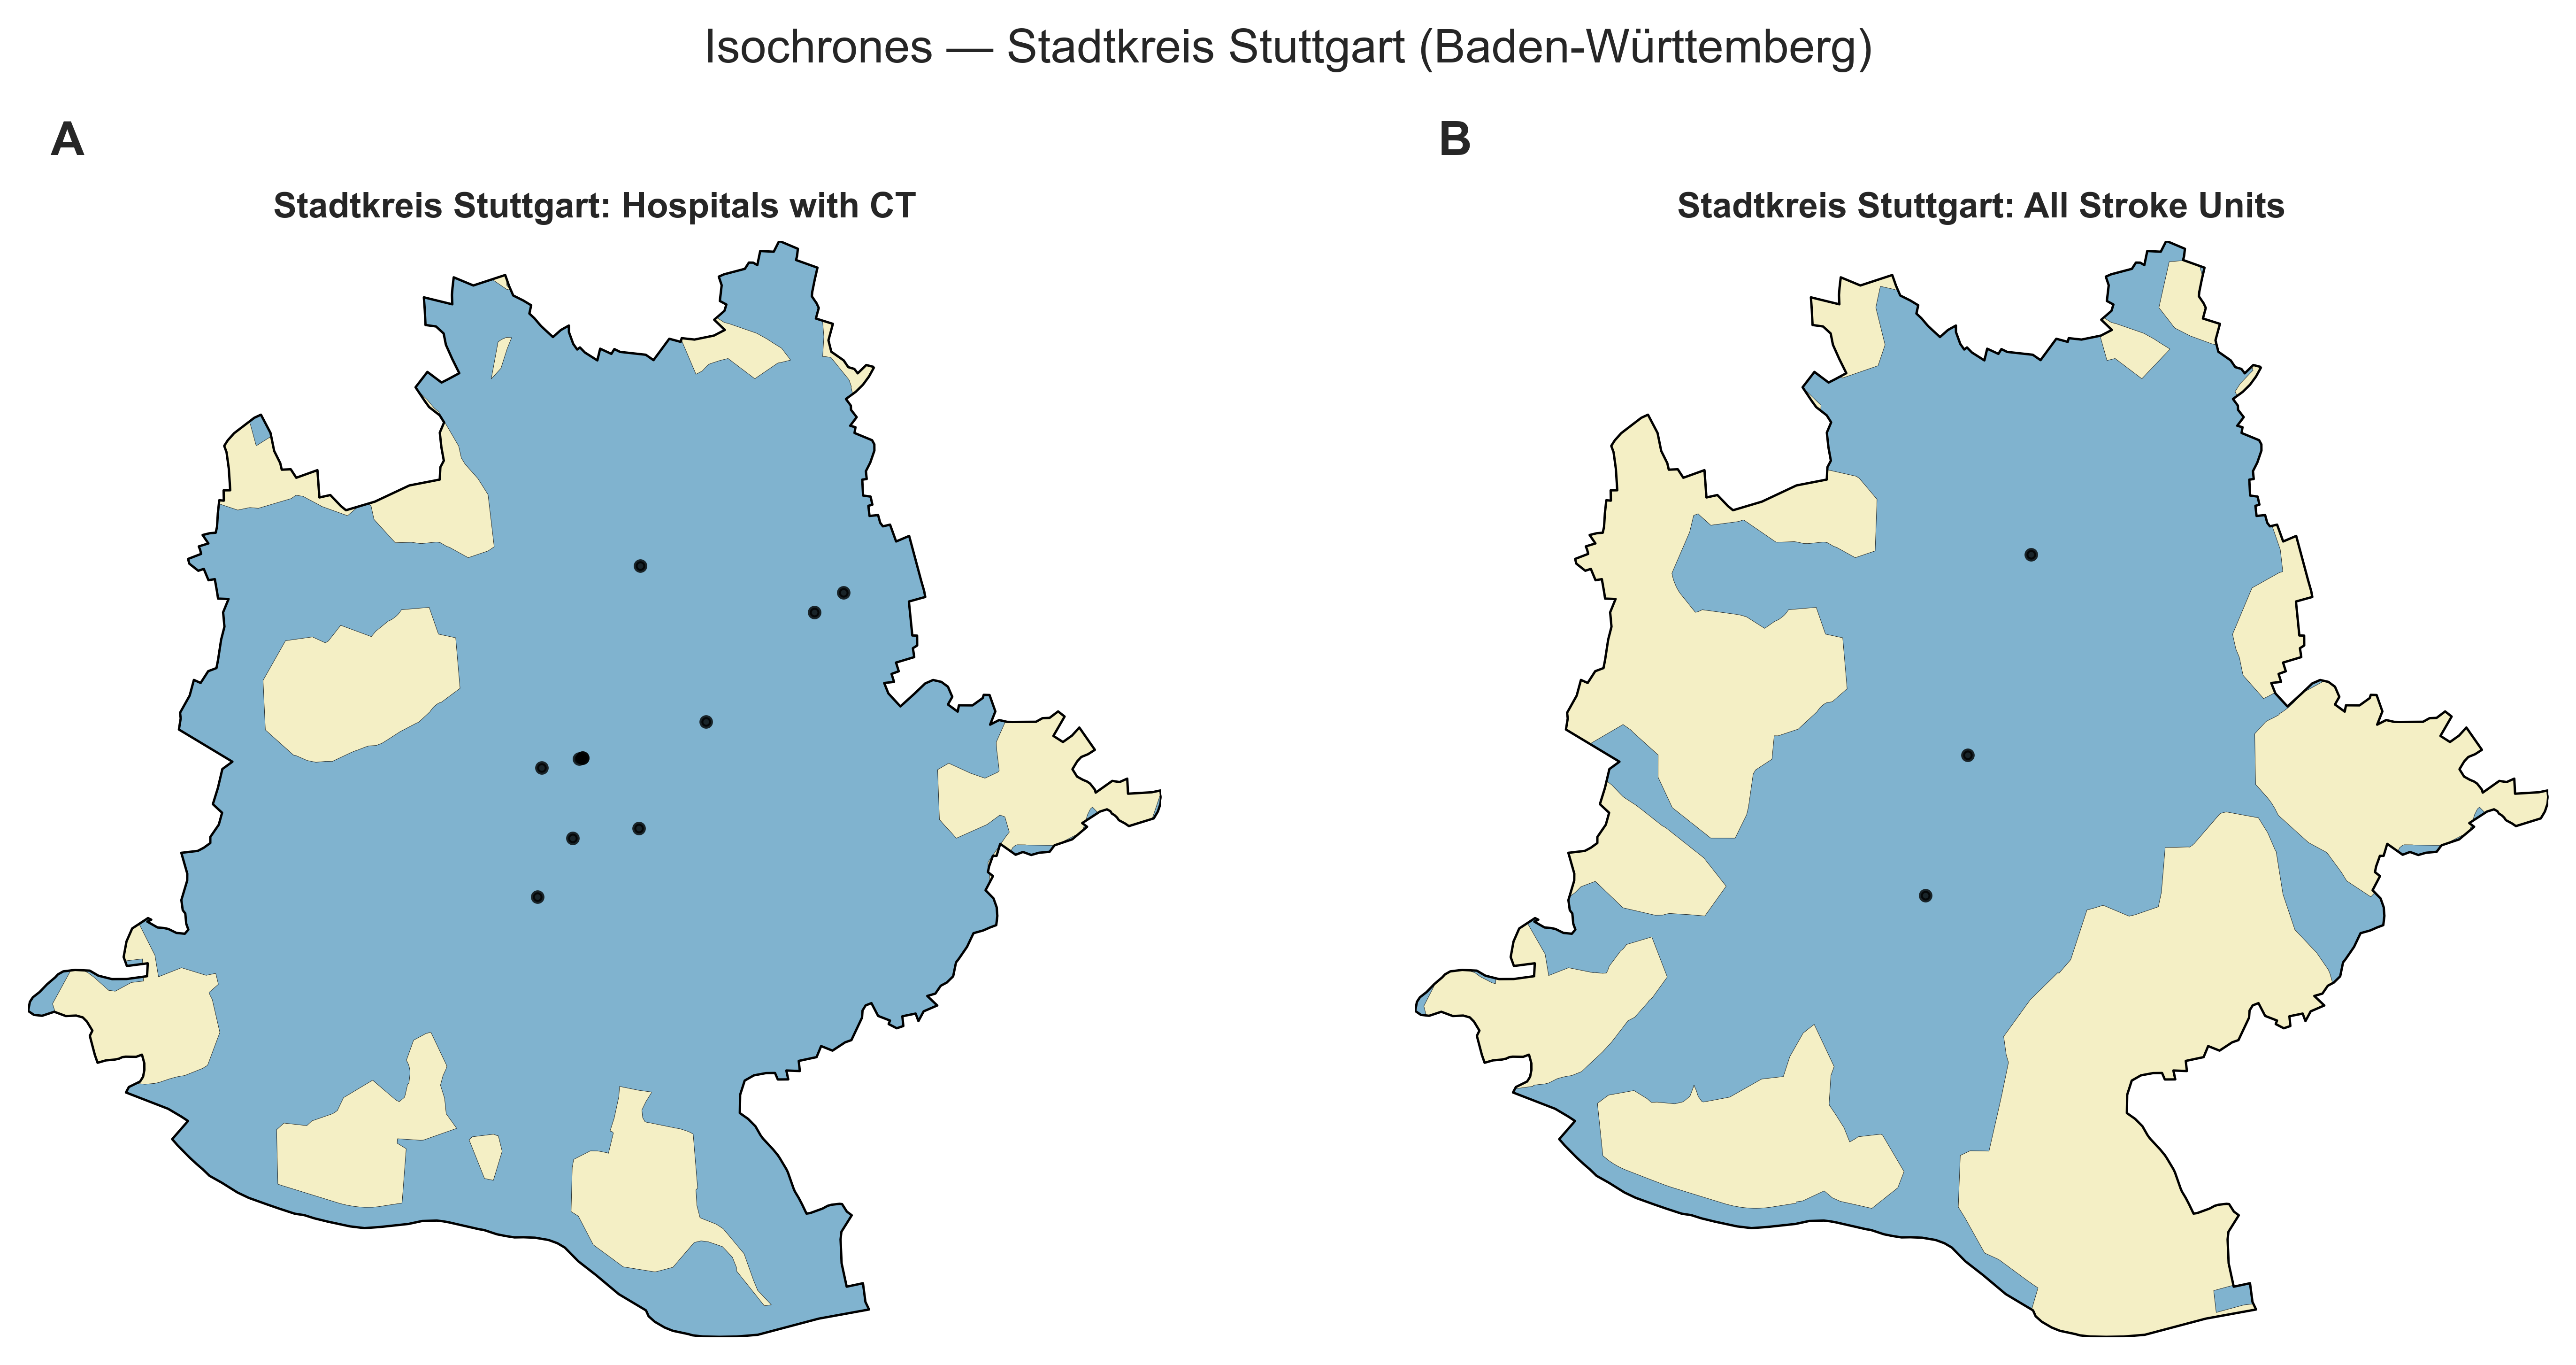 Isochrones — Stadtkreis Stuttgart (Baden-Württemberg)
A
B
Stadtkreis Stuttgart: Hospitals with CT
Stadtkreis Stuttgart: All Stroke Units